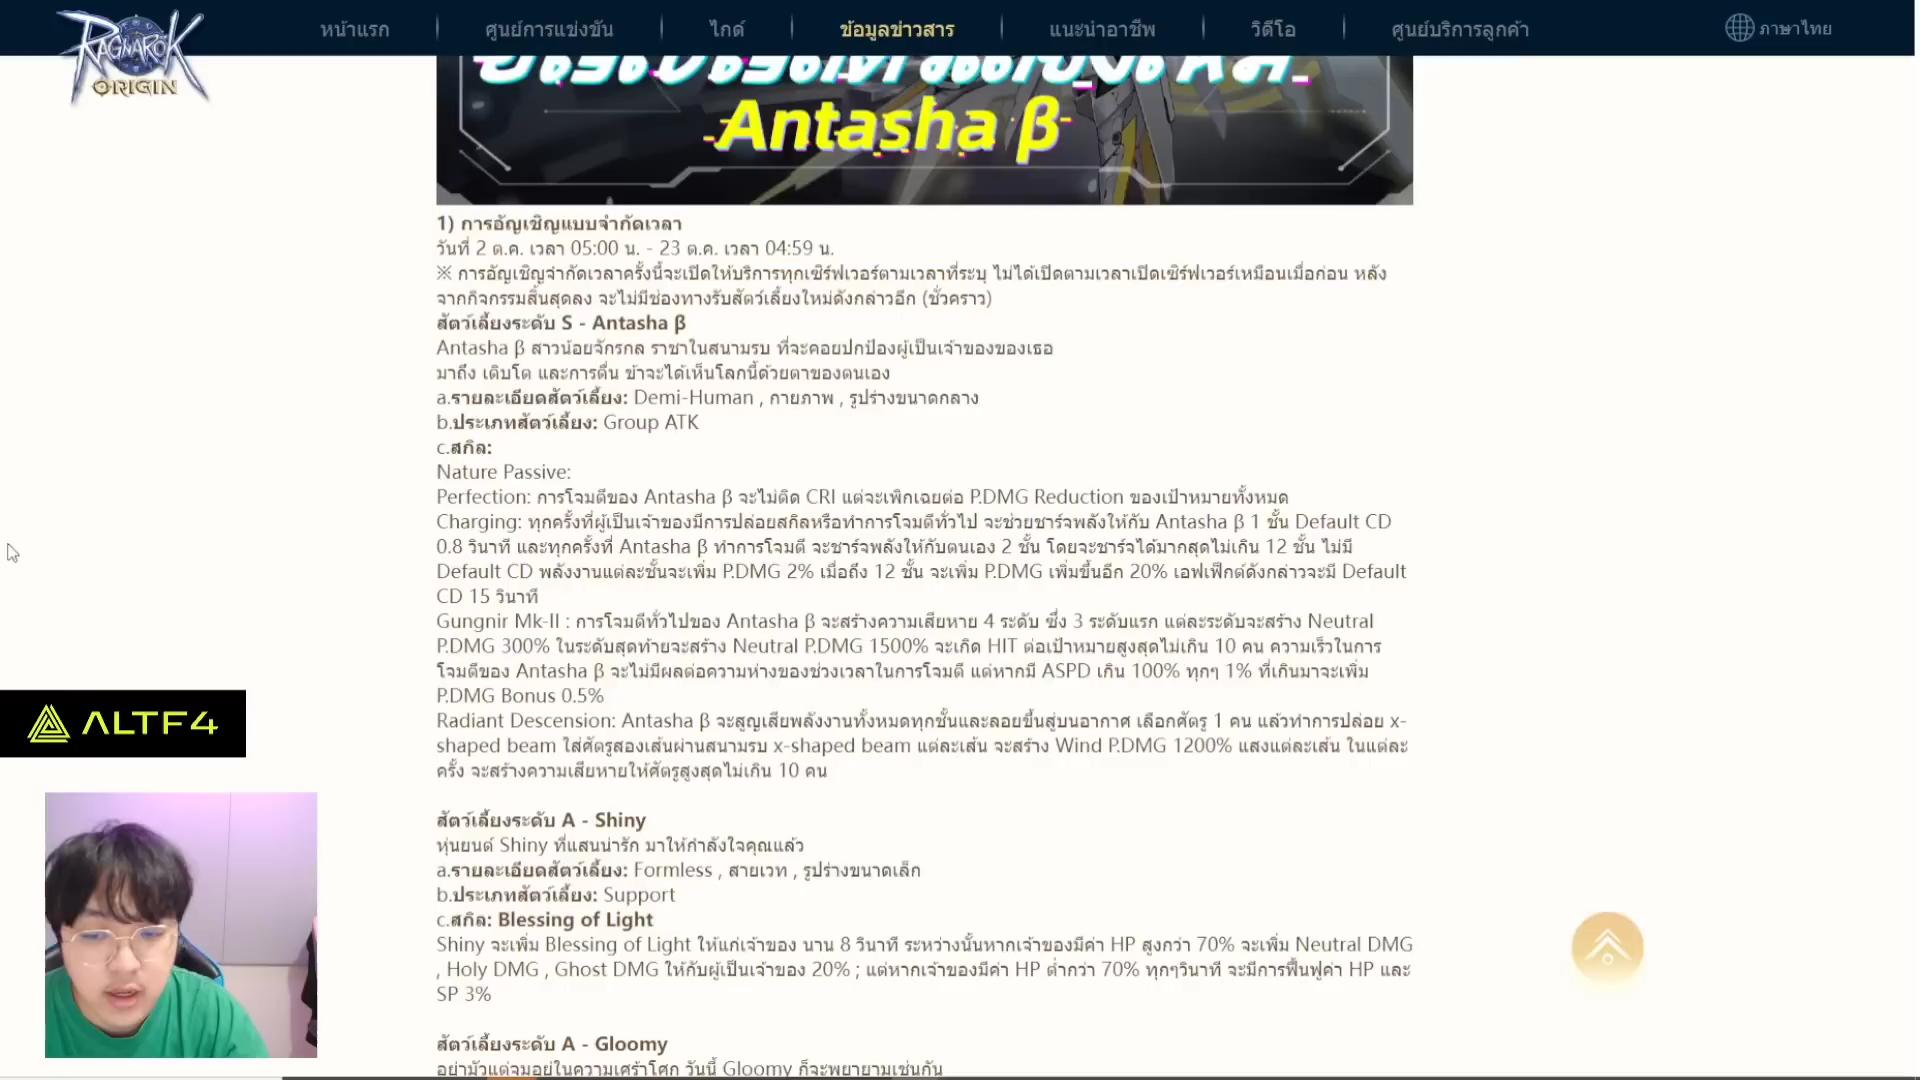 RAGNAROK
ORIGIN
หน้าแรก
ศูนย์การแข่งขัน
ไกด์
ข้อมูลข่าวสาร
แนะนำอาชีพ
วิดีโอ
ศูนย์บริการลูกค้า
ภาษาไทย
Antasha β
1) การอัญเชิญแบบจำกัดเวลา
วันที่ 2 ต.ค. เวลา 05:00 น. - 23 ต.ค. เวลา 04:59 น.
※ การอัญเชิญจำกัดเวลาครั้งนี้จะเปิดให้บริการทุกเซิร์ฟเวอร์ตามเวลาที่ระบุ ไม่ได้เปิดตามเวลาเปิดเซิร์ฟเวอร์เหมือนเมื่อก่อน หลัง
จากกิจกรรมสิ้นสุดลง จะไม่มีช่องทางรับสัตว์เลี้ยงใหม่ดังกล่าวอีก (ชั่วคราว)
สัตว์เลี้ยงระดับ S - Antasha β
Antasha β สาวน้อยจักรกล ราชาในสนามรบ ที่จะคอยปกป้องผู้เป็นเจ้าของของเธอ
มาถึง เติบโต และการตื่น ข้าจะได้เห็นโลกนี้ด้วยตาของตนเอง
a.รายละเอียดสัตว์เลี้ยง: Demi-Human , กายภาพ , รูปร่างขนาดกลาง
b.ประเภทสัตว์เลี้ยง: Group ATK
c.สกิล:
Nature Passive:
Perfection: การโจมตีของ Antasha β จะไม่ติด CRI แต่จะเพิกเฉยต่อ P.DMG Reduction ของเป้าหมายทั้งหมด
Charging: ทุกครั้งที่ผู้เป็นเจ้าของมีการปล่อยสกิลหรือทำการโจมตีทั่วไป จะช่วยชาร์จพลังให้กับ Antasha β 1 ชั้น Default CD
0.8 วินาที และทุกครั้งที่ Antasha β ทำการโจมตี จะชาร์จพลังให้กับตนเอง 2 ชั้น โดยจะชาร์จได้มากสุดไม่เกิน 12 ชั้น ไม่มี
Default CD พลังงานแต่ละชั้นจะเพิ่ม P.DMG 2% เมื่อถึง 12 ชั้น จะเพิ่ม P.DMG เพิ่มขึ้นอีก 20% เอฟเฟ็กต์ดังกล่าวจะมี Default
CD 15 วินาที
Gungnir Mk-II : การโจมตีทั่วไปของ Antasha β จะสร้างความเสียหาย 4 ระดับ ซึ่ง 3 ระดับแรก แต่ละระดับจะสร้าง Neutral
P.DMG 300% ในระดับสุดท้ายจะสร้าง Neutral P.DMG 1500% จะเกิด HIT ต่อเป้าหมายสูงสุดไม่เกิน 10 คน ความเร็วในการ
โจมตีของ Antasha β จะไม่มีผลต่อความห่างของช่วงเวลาในการโจมตี แต่หากมี ASPD เกิน 100% ทุกๆ 1% ที่เกินมาจะเพิ่ม
P.DMG Bonus 0.5%
Radiant Descension: Antasha β จะสูญเสียพลังงานทั้งหมดทุกชั้นและลอยขึ้นสู่บนอากาศ เลือกศัตรู 1 คน แล้วทำการปล่อย x-
shaped beam ใส่ศัตรูสองเส้นผ่านสนามรบ x-shaped beam แต่ละเส้น จะสร้าง Wind P.DMG 1200% แสงแต่ละเส้น ในแต่ละ
ครั้ง จะสร้างความเสียหายให้ศัตรูสูงสุดไม่เกิน 10 คน
สัตว์เลี้ยงระดับ A - Shiny
หุ่นยนต์ Shiny ที่แสนน่ารัก มาให้กำลังใจคุณแล้ว
a.รายละเอียดสัตว์เลี้ยง: Formless , สายเวท , รูปร่างขนาดเล็ก
b.ประเภทสัตว์เลี้ยง: Support
c.สกิล: Blessing of Light
Shiny จะเพิ่ม Blessing of Light ให้แก่เจ้าของ นาน 8 วินาที ระหว่างนั้นหากเจ้าของมีค่า HP สูงกว่า 70% จะเพิ่ม Neutral DMG
, Holy DMG , Ghost DMG ให้กับผู้เป็นเจ้าของ 20% ; แต่หากเจ้าของมีค่า HP ต่ำกว่า 70% ทุกๆวินาที จะมีการฟื้นฟูค่า HP และ
SP 3%
สัตว์เลี้ยงระดับ A - Gloomy
อย่ามัวแต่จมอยู่ในความเศร้าโศก วันนี้ Gloomy ก็จะพยายามเช่นกัน
ALTF4